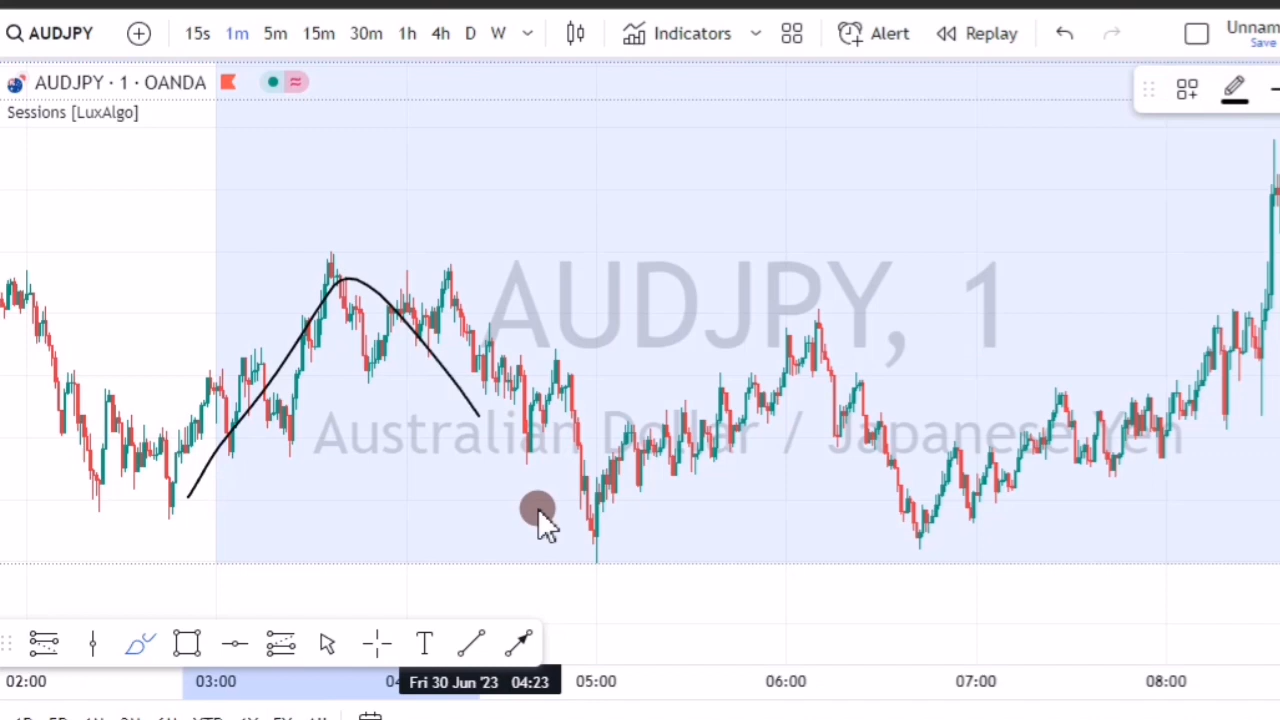 AUDJPY 15s 1m 5m 15m 30m 1h 4h D W Indicators Alert Replay Unnam
Save
AUDJPY · 1 · OANDA
Sessions [LuxAlgo]
AUDJPY, 1
Australian Dollar / Japanese Yen
T
02:00 03:00 04 Fri 30 Jun '23 04:23 05:00 06:00 07:00 08:00